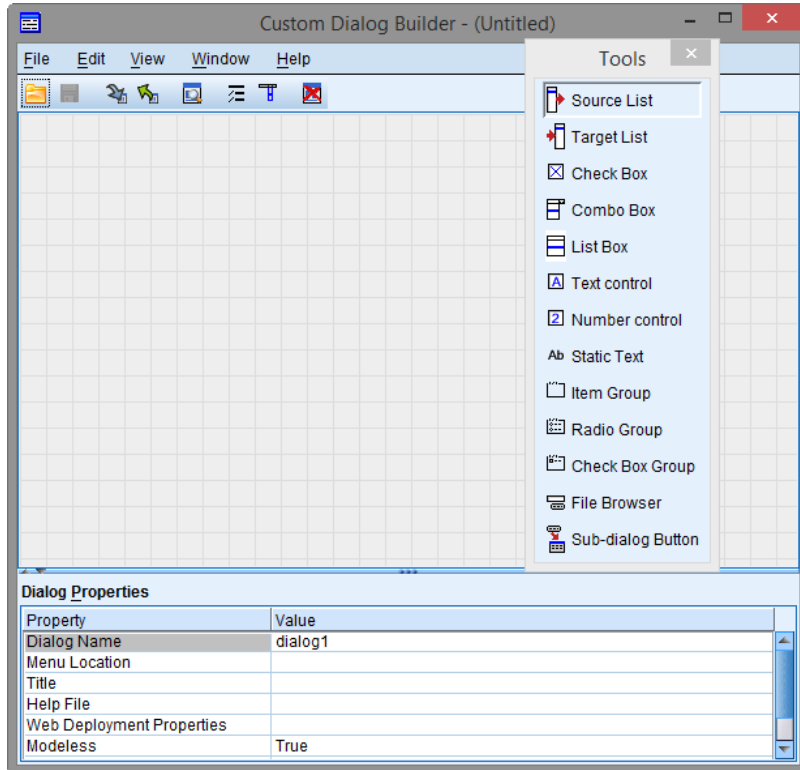 Custom Dialog Builder - (Untitled)
File Edit View Window Help
Tools
Source List
Target List
Check Box
Combo Box
List Box
A Text control
2 Number control
Ab Static Text
Item Group
Radio Group
Check Box Group
File Browser
Sub-dialog Button
Dialog Properties
Property Value
Dialog Name dialog1
Menu Location
Title
Help File
Web Deployment Properties
Modeless True